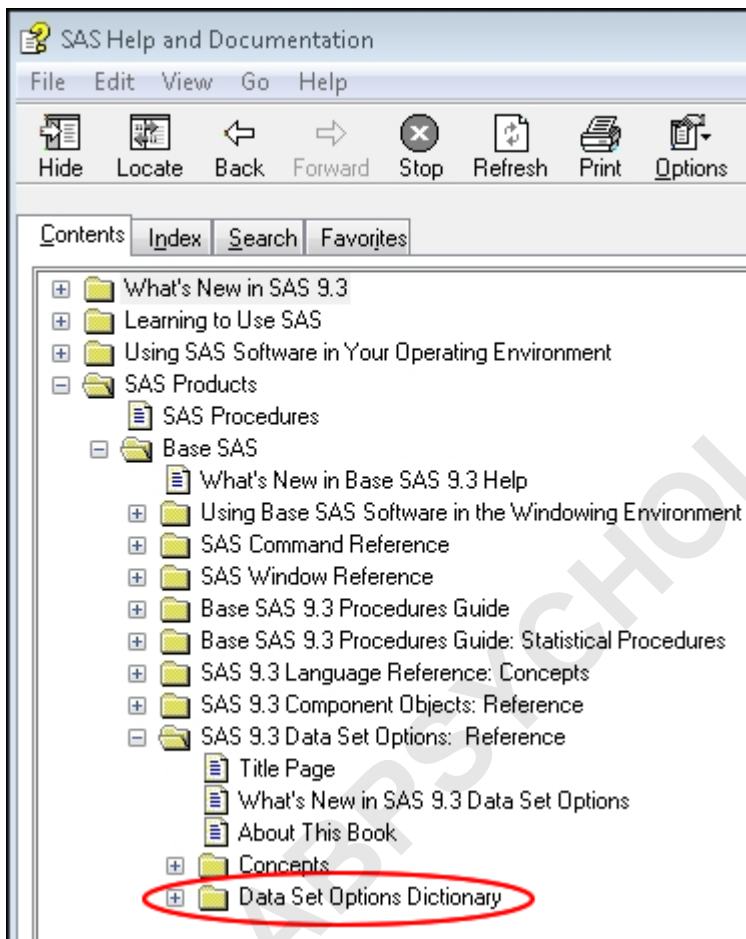 SAS Help and Documentation
File Edit View Go Help
Hide Locate Back Forward Stop Refresh Print Options
Contents Index Search Favorites
What's New in SAS 9.3
Learning to Use SAS
Using SAS Software in Your Operating Environment
SAS Products
SAS Procedures
Base SAS
What's New in Base SAS 9.3 Help
Using Base SAS Software in the Windowing Environment
SAS Command Reference
SAS Window Reference
Base SAS 9.3 Procedures Guide
Base SAS 9.3 Procedures Guide: Statistical Procedures
SAS 9.3 Language Reference: Concepts
SAS 9.3 Component Objects: Reference
SAS 9.3 Data Set Options: Reference
Title Page
What's New in SAS 9.3 Data Set Options
About This Book
Concepts
Data Set Options Dictionary
ABPSYCHOL